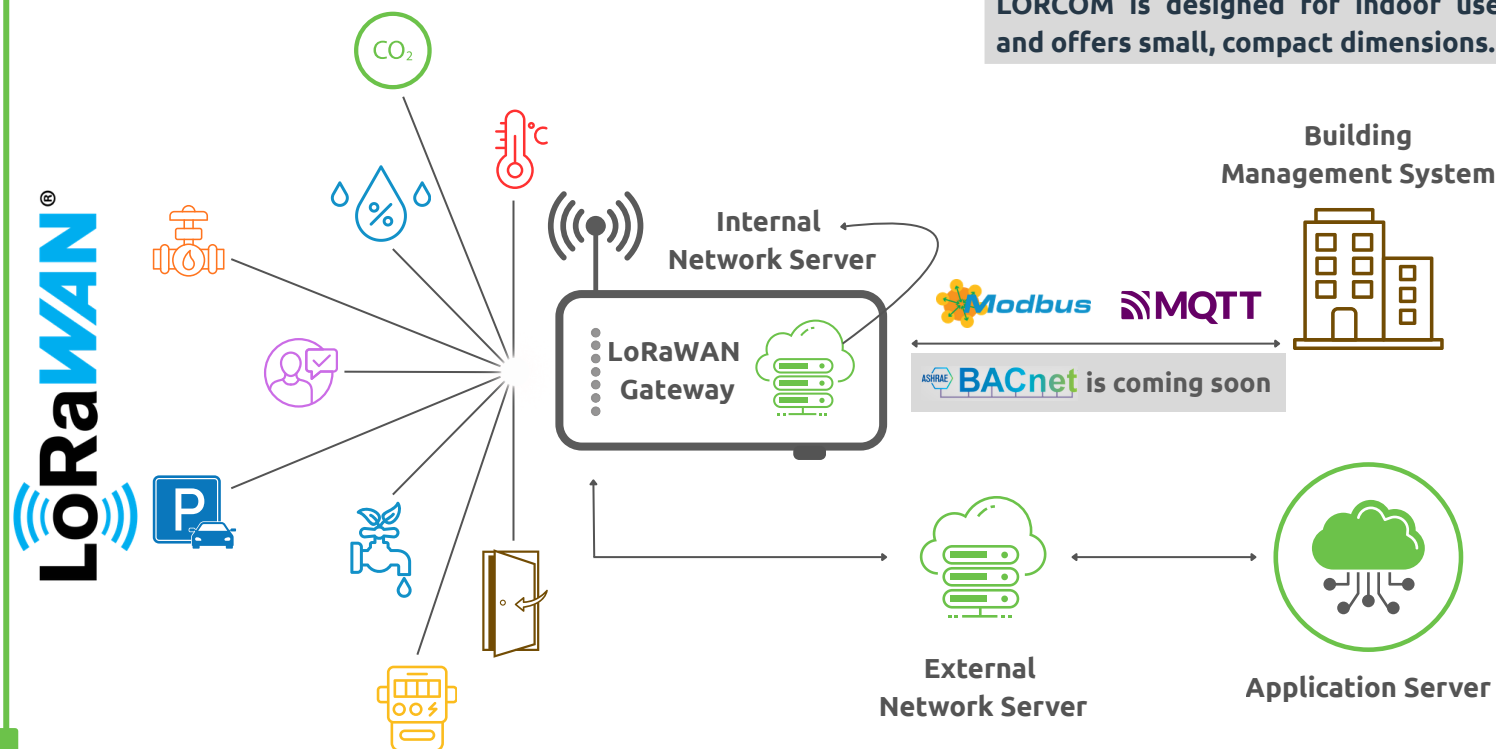 LORCOM is designed for indoor use
and offers small, compact dimensions.
CO₂
°C
%
Building
Management System
LoRaWAN®
Internal
Network Server
Modbus
MQTT
LoRaWAN
Gateway
ASHRAE BACnet is coming soon
P
External
Network Server
Application Server